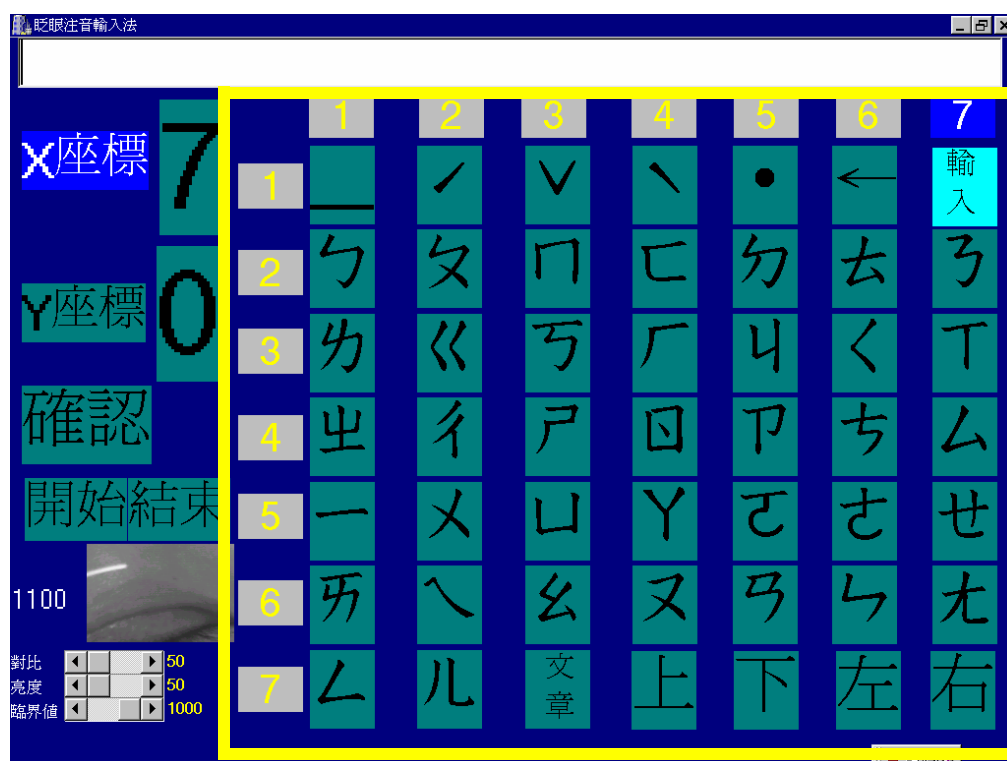 眨眼注音輸入法
X座標 7
Y座標 0
確認
開始 結束
1100
對比 50
亮度 50
臨界值 1000
1 2 3 4 5 6 7
1 ˉ ˊ ˇ ˋ ˙ ← 輸入
2 ㄅ ㄆ ㄇ ㄈ ㄉ ㄊ ㄋ
3 ㄌ ㄍ ㄎ ㄏ ㄐ ㄑ ㄒ
4 ㄓ ㄔ ㄕ ㄖ ㄗ ㄘ ㄙ
5 ㄧ ㄨ ㄩ ㄚ ㄛ ㄜ ㄝ
6 ㄞ ㄟ ㄠ ㄡ ㄢ ㄣ ㄤ
7 ㄥ ㄦ 文章 上 下 左 右